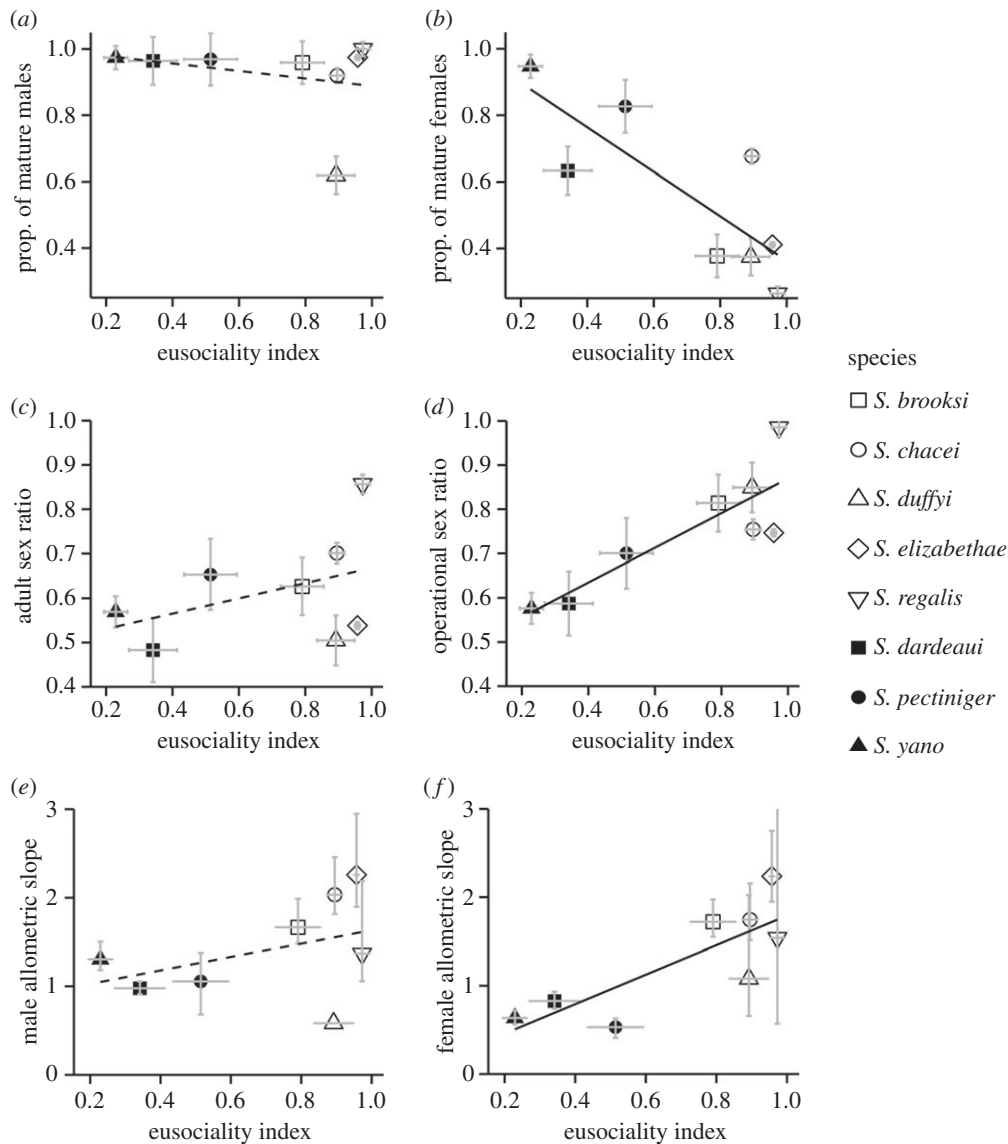 (a)
1.0
0.8
0.6
0.4
prop. of mature males
0.2 0.4 0.6 0.8 1.0
eusociality index
(b)
1.0
0.8
0.6
0.4
prop. of mature females
0.2 0.4 0.6 0.8 1.0
eusociality index
(c)
1.0
0.9
0.8
0.7
0.6
0.5
0.4
adult sex ratio
0.2 0.4 0.6 0.8 1.0
eusociality index
(d)
1.0
0.9
0.8
0.7
0.6
0.5
0.4
operational sex ratio
0.2 0.4 0.6 0.8 1.0
eusociality index
(e)
3
2
1
0
male allometric slope
0.2 0.4 0.6 0.8 1.0
eusociality index
(f)
3
2
1
0
female allometric slope
0.2 0.4 0.6 0.8 1.0
eusociality index
species
S. brooksi
S. chacei
S. duffyi
S. elizabethae
S. regalis
S. dardeaui
S. pectiniger
S. yano